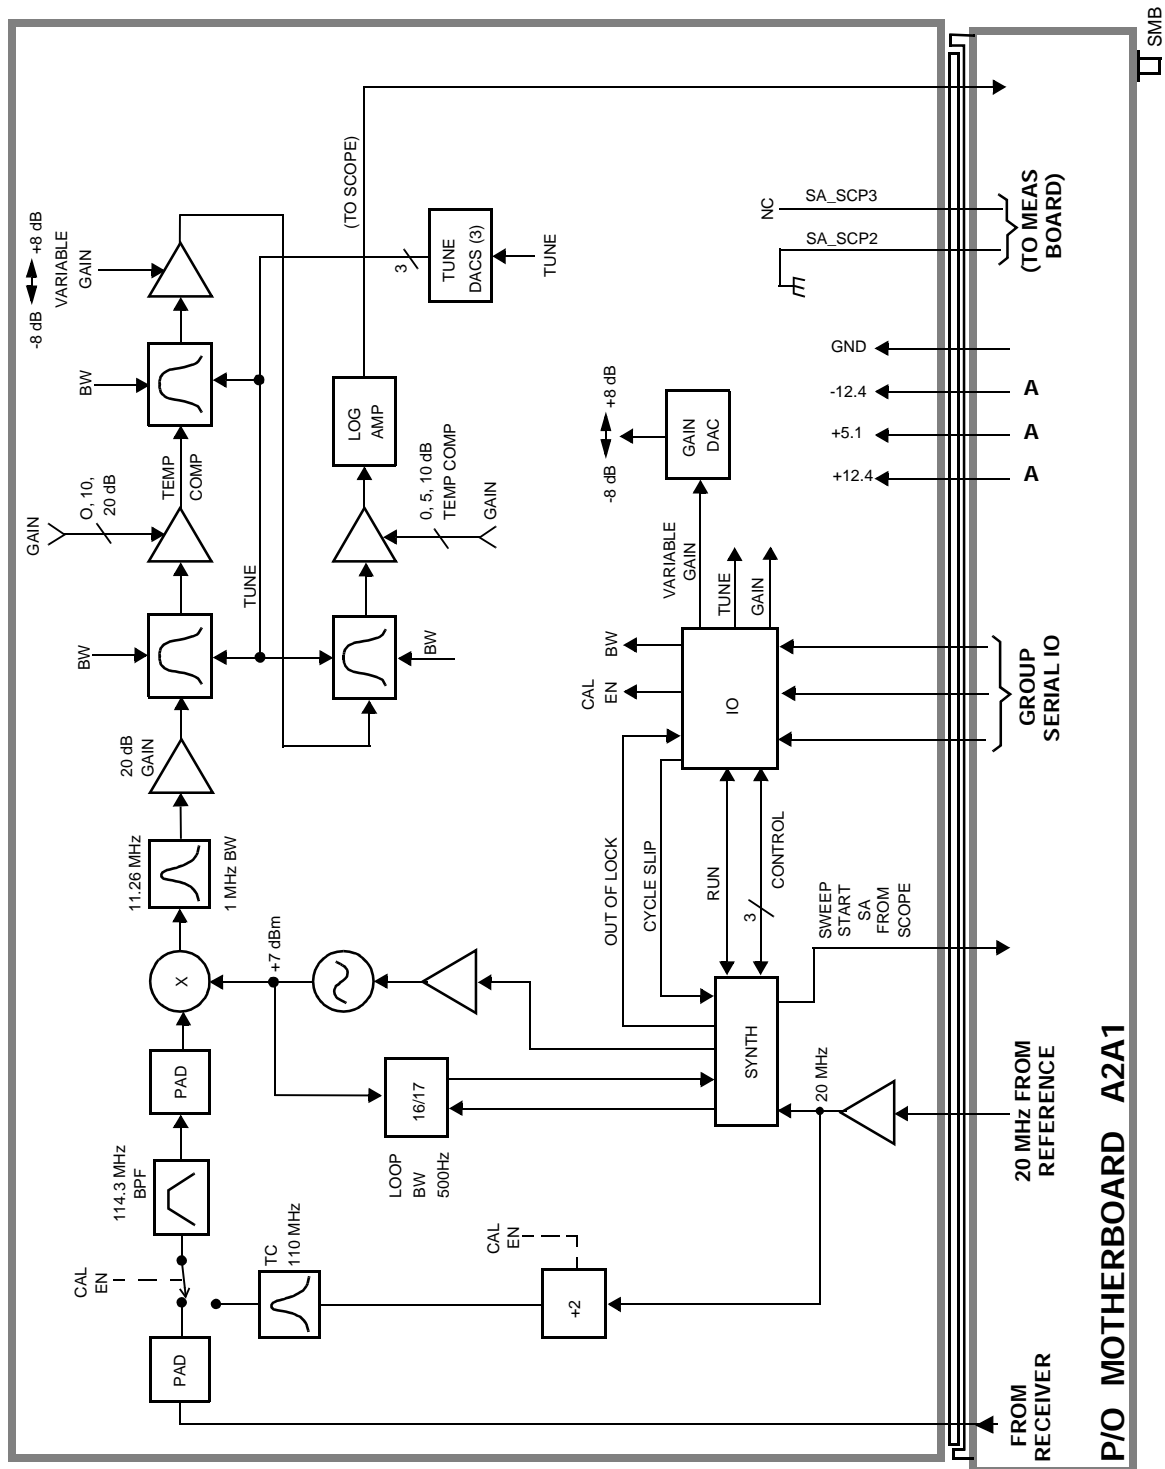 -8 dB
+8 dB
VARIABLE
GAIN
BW
GAIN
O, 10,
20 dB
TEMP
COMP
BW
20 dB
GAIN
11.26 MHz
1 MHz BW
X
PAD
114.3 MHz
BPF
CAL
EN
PAD
TUNE
3
TUNE
DACS (3)
TUNE
(TO SCOPE)
LOG
AMP
0, 5, 10 dB
TEMP COMP
GAIN
BW
+7 dBm
16/17
LOOP
BW
500Hz
TC
110 MHz
CAL
EN
+2
-8 dB
+8 dB
GAIN
DAC
VARIABLE
GAIN
TUNE
GAIN
BW
CAL
EN
IO
OUT OF LOCK
CYCLE SLIP
RUN
3
CONTROL
SYNTH
SWEEP
START
SA
FROM
SCOPE
20 MHz
NC
SA_SCP3
SA_SCP2
GND
-12.4
+5.1
+12.4
A
A
A
SMB
(TO MEAS
BOARD)
GROUP
SERIAL IO
20 MHz FROM
REFERENCE
FROM
RECEIVER
P/O MOTHERBOARD A2A1